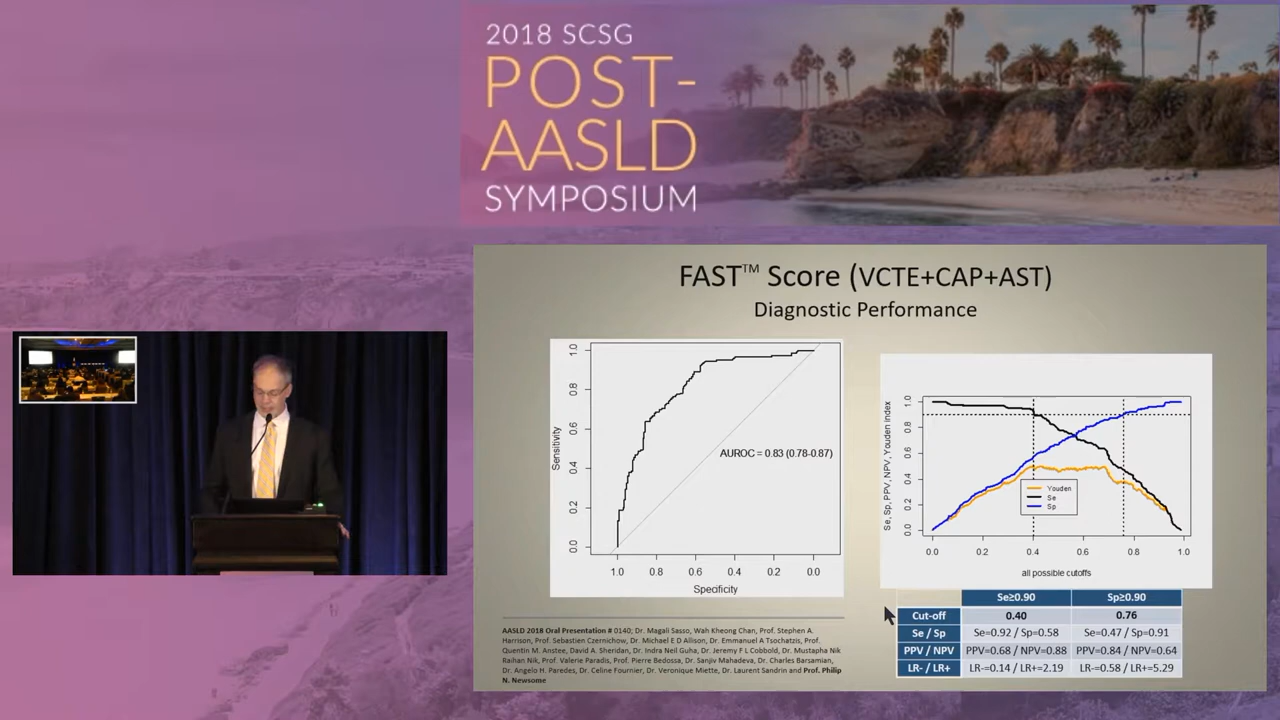 2018 SCSG
POST-
AASLD
SYMPOSIUM
FAST™ Score (VCTE+CAP+AST)
Diagnostic Performance
Sensitivity
0.0
0.2
0.4
0.6
0.8
1.0
AUROC = 0.83 (0.78-0.87)
1.0 0.8 0.6 0.4 0.2 0.0
Specificity
Se, Sp, PPV, NPV, Youden index
0.0
0.2
0.4
0.6
0.8
1.0
Youden
Se
Sp
0.0 0.2 0.4 0.6 0.8 1.0
all possible cutoffs
Se≥0.90 Sp≥0.90
Cut-off 0.40 0.76
Se / Sp Se=0.92 / Sp=0.58 Se=0.47 / Sp=0.91
PPV / NPV PPV=0.68 / NPV=0.88 PPV=0.84 / NPV=0.64
LR- / LR+ LR-=0.14 / LR+=2.19 LR-=0.58 / LR+=5.29
AASLD 2018 Oral Presentation # 0140; Dr. Magali Sasso, Wah Kheong Chan, Prof. Stephen A.
Harrison, Prof. Sebastien Czernichow, Dr. Michael E D Allison, Dr. Emmanuel A Tsochatzis, Prof.
Quentin M. Anstee, David A. Sheridan, Dr. Indra Neil Guha, Dr. Jeremy F L Cobbold, Dr. Mustapha Nik
Raihan Nik, Prof. Valerie Paradis, Prof. Pierre Bedossa, Dr. Sanjiv Mahadeva, Dr. Charles Barsamian,
Dr. Angelo H. Paredes, Dr. Celine Fournier, Dr. Veronique Miette, Dr. Laurent Sandrin and Prof. Philip
N. Newsome